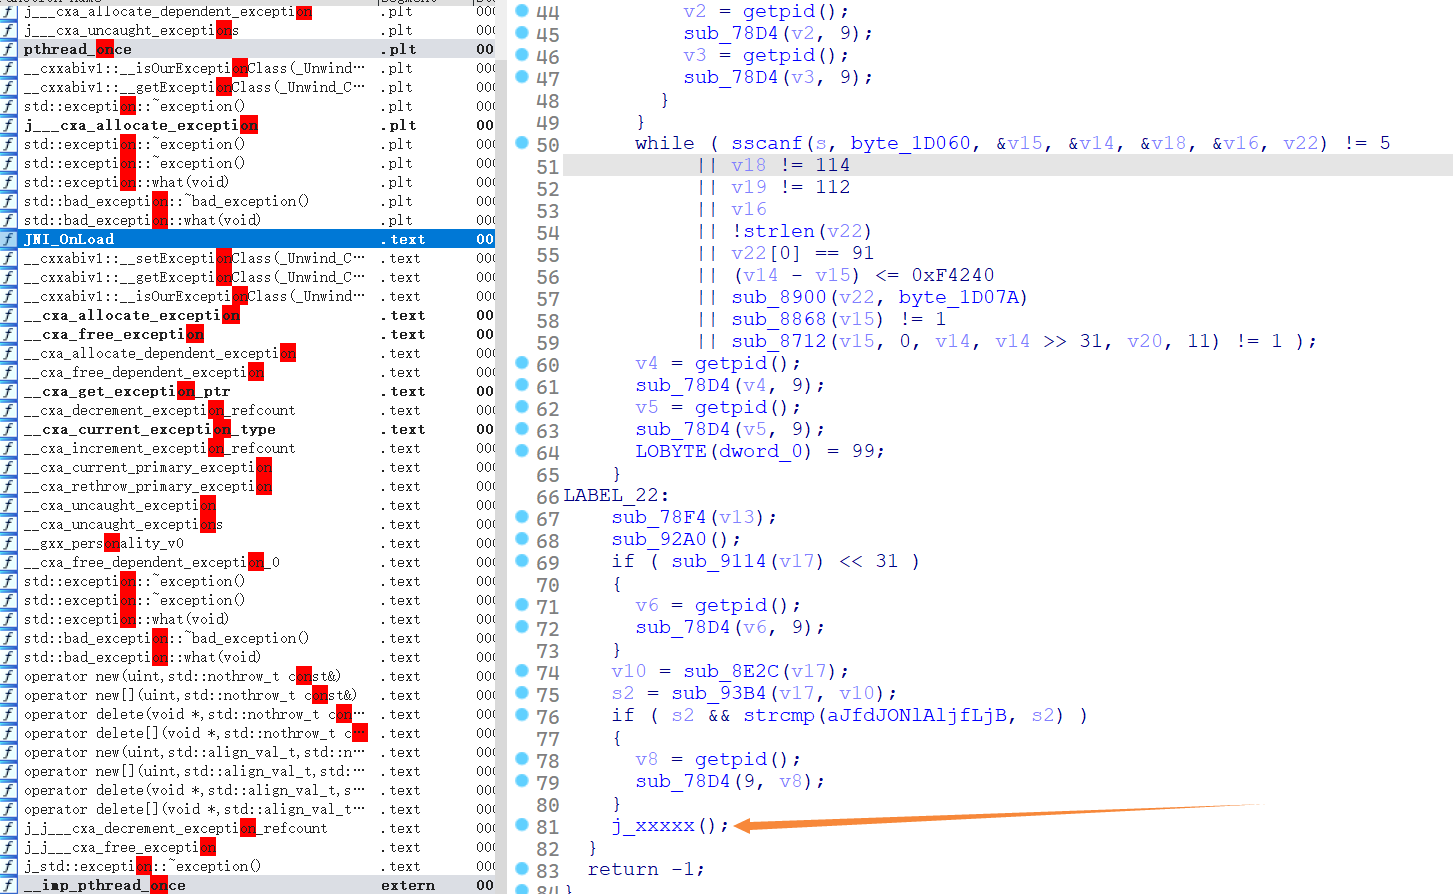 j___cxa_allocate_dependent_exception .plt 000
j___cxa_uncaught_exceptions .plt 000
pthread_once .plt 00
__cxxabiv1::__isOurExceptionClass(_Unwind_… .plt 000
__cxxabiv1::__getExceptionClass(_Unwind_C… .plt 000
std::exception::~exception() .plt 000
j___cxa_allocate_exception .plt 00
std::exception::~exception() .plt 000
std::exception::~exception() .plt 000
std::exception::what(void) .plt 000
std::bad_exception::~bad_exception() .plt 000
std::bad_exception::what(void) .plt 000
JNI_OnLoad .text 00
__cxxabiv1::__setExceptionClass(_Unwind_C… .text 000
__cxxabiv1::__getExceptionClass(_Unwind_C… .text 000
__cxxabiv1::__isOurExceptionClass(_Unwind… .text 000
__cxa_allocate_exception .text 00
__cxa_free_exception .text 00
__cxa_allocate_dependent_exception .text 000
__cxa_free_dependent_exception .text 000
__cxa_get_exception_ptr .text 00
__cxa_decrement_exception_refcount .text 000
__cxa_current_exception_type .text 00
__cxa_increment_exception_refcount .text 000
__cxa_current_primary_exception .text 000
__cxa_rethrow_primary_exception .text 000
__cxa_uncaught_exception .text 000
__cxa_uncaught_exceptions .text 000
__gxx_personality_v0 .text 000
__cxa_free_dependent_exception_0 .text 000
std::exception::~exception() .text 000
std::exception::~exception() .text 000
std::exception::what(void) .text 000
std::bad_exception::~bad_exception() .text 000
std::bad_exception::what(void) .text 000
operator new(uint,std::nothrow_t const&) .text 000
operator new[](uint,std::nothrow_t const&) .text 000
operator delete(void *,std::nothrow_t con… .text 000
operator delete[](void *,std::nothrow_t c… .text 000
operator new(uint,std::align_val_t,std::n… .text 000
operator new[](uint,std::align_val_t,std:… .text 000
operator delete(void *,std::align_val_t,s… .text 000
operator delete[](void *,std::align_val_t… .text 000
j_j___cxa_decrement_exception_refcount .text 000
j_j___cxa_free_exception .text 000
j_std::exception::~exception() .text 000
__imp_pthread_once extern 00
44 v2 = getpid();
45 sub_78D4(v2, 9);
46 v3 = getpid();
47 sub_78D4(v3, 9);
48 }
49 }
50 while ( sscanf(s, byte_1D060, &v15, &v14, &v18, &v16, v22) != 5
51 || v18 != 114
52 || v19 != 112
53 || v16
54 || !strlen(v22)
55 || v22[0] == 91
56 || (v14 - v15) <= 0xF4240
57 || sub_8900(v22, byte_1D07A)
58 || sub_8868(v15) != 1
59 || sub_8712(v15, 0, v14, v14 >> 31, v20, 11) != 1 );
60 v4 = getpid();
61 sub_78D4(v4, 9);
62 v5 = getpid();
63 sub_78D4(v5, 9);
64 LOBYTE(dword_0) = 99;
65 }
66 LABEL_22:
67 sub_78F4(v13);
68 sub_92A0();
69 if ( sub_9114(v17) << 31 )
70 {
71 v6 = getpid();
72 sub_78D4(v6, 9);
73 }
74 v10 = sub_8E2C(v17);
75 s2 = sub_93B4(v17, v10);
76 if ( s2 && strcmp(aJfdJONlAljfLjB, s2) )
77 {
78 v8 = getpid();
79 sub_78D4(9, v8);
80 }
81 j_xxxxx();
82 }
83 return -1;
84 }